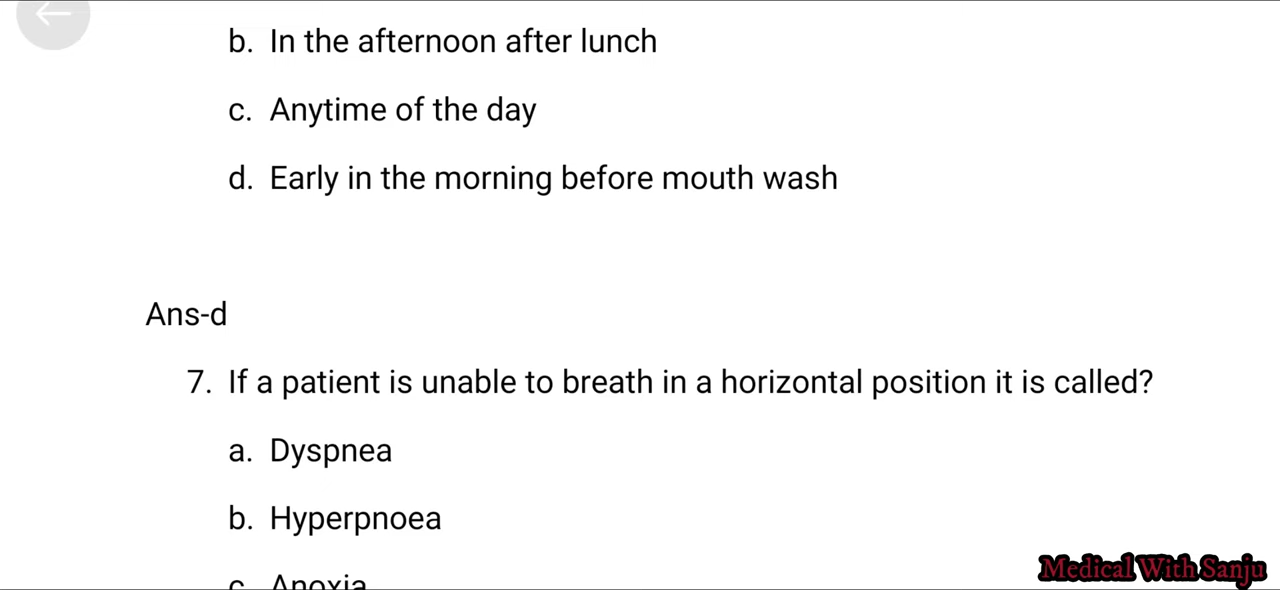 b. In the afternoon after lunch
c. Anytime of the day
d. Early in the morning before mouth wash
Ans-d
7. If a patient is unable to breath in a horizontal position it is called?
a. Dyspnea
b. Hyperpnoea
c. Anoxia
Medical With Sanju